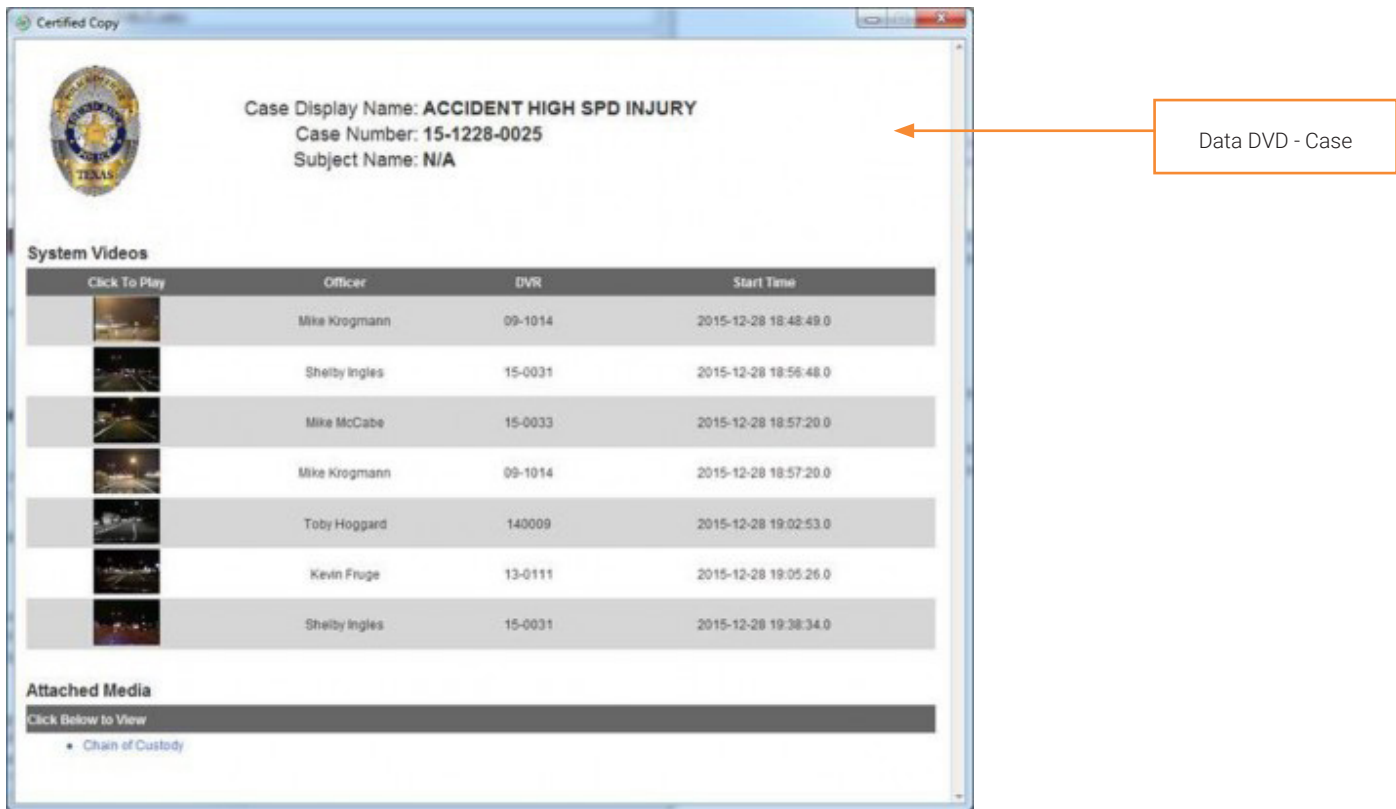 Certified Copy
Case Display Name: ACCIDENT HIGH SPD INJURY
Case Number: 15-1228-0025
Subject Name: N/A
Data DVD - Case
TEXAS
System Videos
Click To Play Officer DVR Start Time
Mike Krogmann 09-1014 2015-12-28 18:48:49.0
Shelby Ingles 15-0031 2015-12-28 18:56:48.0
Mike McCabe 15-0033 2015-12-28 18:57:20.0
Mike Krogmann 09-1014 2015-12-28 18:57:20.0
Toby Hoggard 140009 2015-12-28 19:02:53.0
Kevin Fruge 13-0111 2015-12-28 19:05:26.0
Shelby Ingles 15-0031 2015-12-28 19:38:34.0
Attached Media
Click Below to View
• Chain of Custody